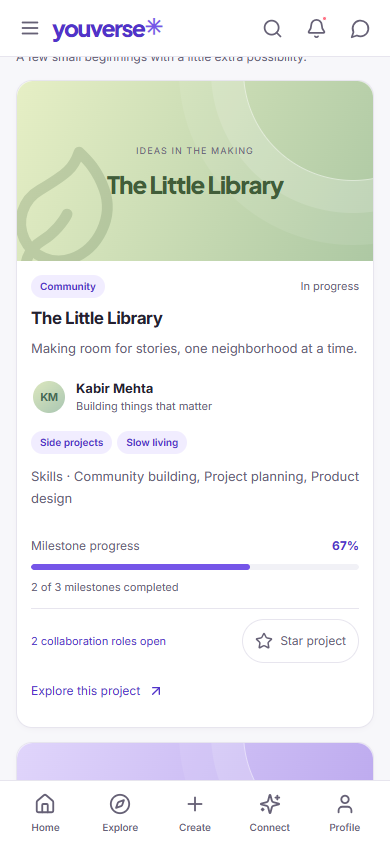 youverse
A few small beginnings with a little extra possibility.
IDEAS IN THE MAKING
The Little Library
Community
In progress
The Little Library
Making room for stories, one neighborhood at a time.
KM
Kabir Mehta
Building things that matter
Side projects
Slow living
Skills · Community building, Project planning, Product
design
Milestone progress
67%
2 of 3 milestones completed
2 collaboration roles open
Star project
Explore this project
Home
Explore
Create
Connect
Profile